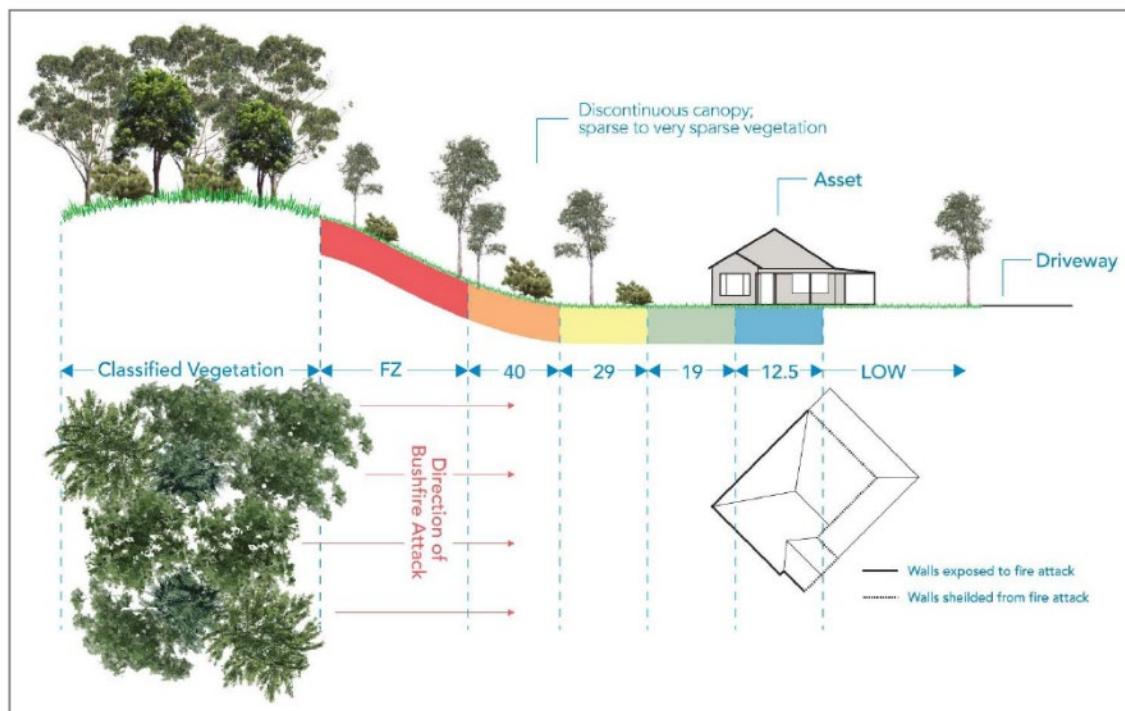 Discontinuous canopy;
sparse to very sparse vegetation
Asset
Driveway
Classified Vegetation
FZ
40
29
19
12.5
LOW
Direction of
Bushfire Attack
Walls exposed to fire attack
Walls sheilded from fire attack